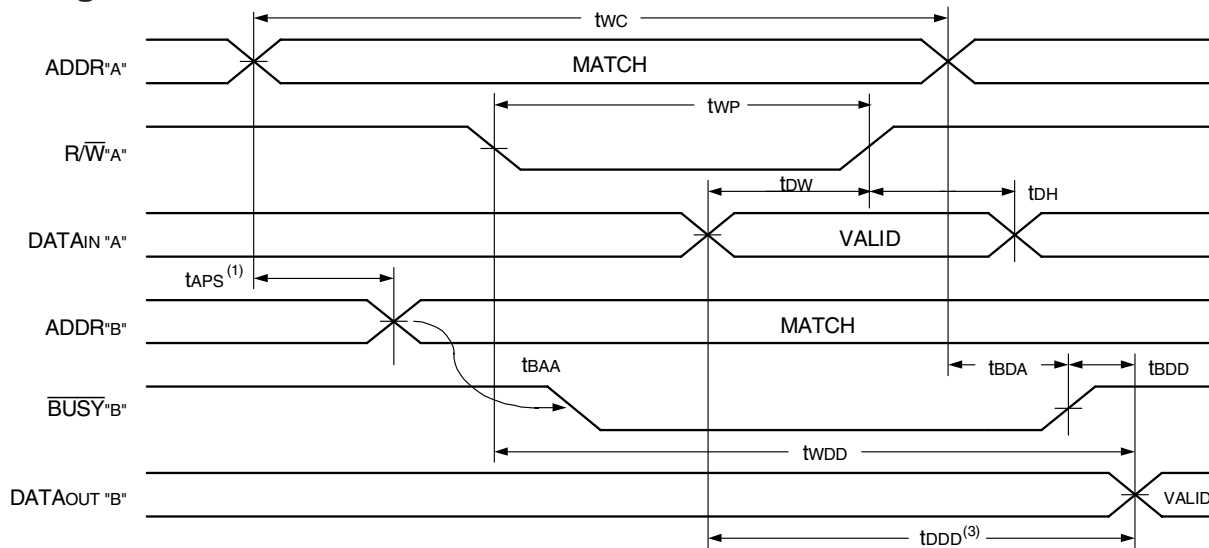 tWC
ADDR"A"
MATCH
tWP
R/W̅"A"
tDW
tDH
DATAIN "A"
VALID
tAPS (1)
ADDR"B"
MATCH
tBAA
tBDA
tBDD
B̅U̅S̅Y̅"B"
tWDD
DATAOUT "B"
VALID
tDDD(3)